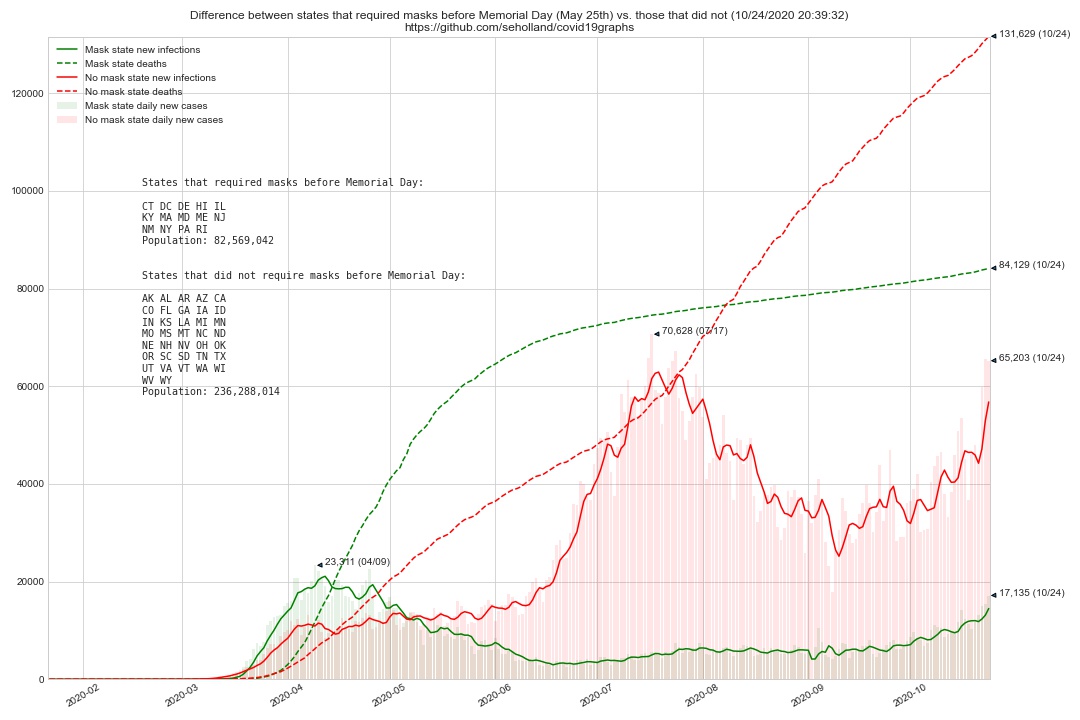 Difference between states that required masks before Memorial Day (May 25th) vs. those that did not (10/24/2020 20:39:32)
https://github.com/seholland/covid19graphs
Mask state new infections
Mask state deaths
No mask state new infections
No mask state deaths
Mask state daily new cases
No mask state daily new cases
131,629 (10/24)
120000
100000
80000
60000
40000
20000
0
States that required masks before Memorial Day:
CT DC DE HI IL
KY MA MD ME NJ
NM NY PA RI
Population: 82,569,042
States that did not require masks before Memorial Day:
AK AL AR AZ CA
CO FL GA IA ID
IN KS LA MI MN
MO MS MT NC ND
NE NH NV OH OK
OR SC SD TN TX
UT VA VT WA WI
WV WY
Population: 236,288,014
84,129 (10/24)
70,628 (07/17)
65,203 (10/24)
23,311 (04/09)
17,135 (10/24)
2020-02
2020-03
2020-04
2020-05
2020-06
2020-07
2020-08
2020-09
2020-10